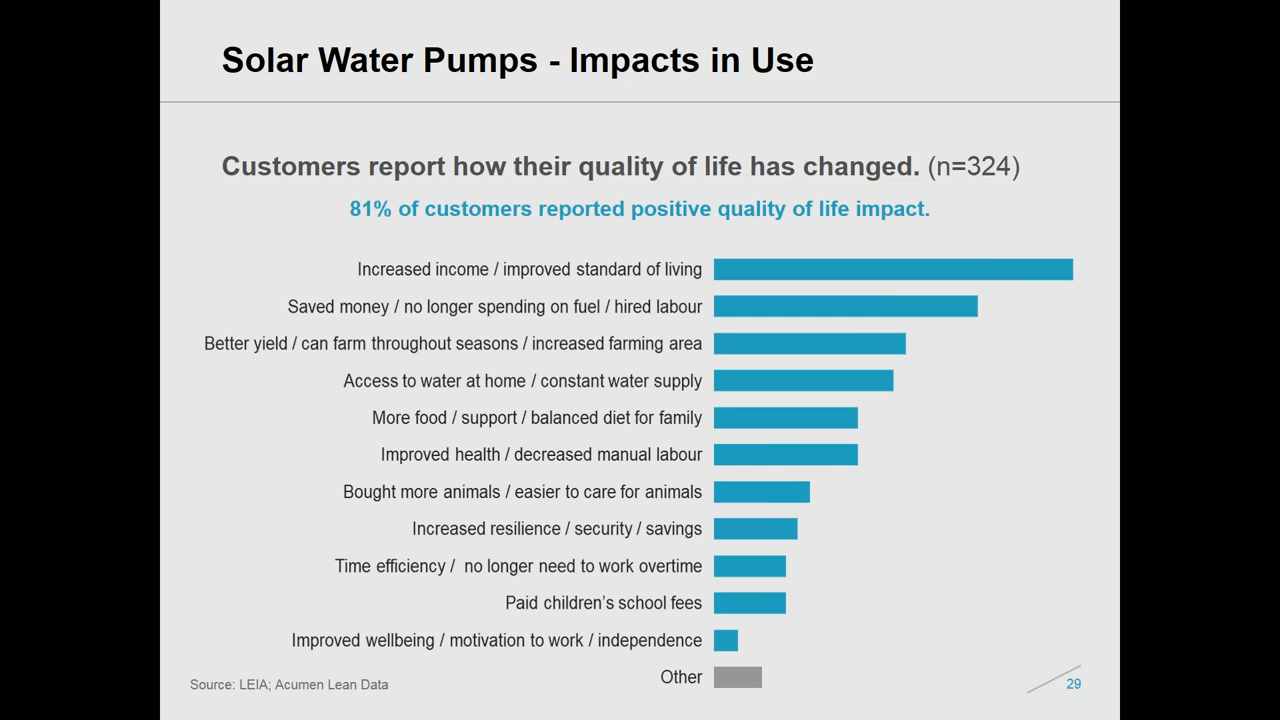 Solar Water Pumps - Impacts in Use
Customers report how their quality of life has changed. (n=324)
81% of customers reported positive quality of life impact.
Increased income / improved standard of living
Saved money / no longer spending on fuel / hired labour
Better yield / can farm throughout seasons / increased farming area
Access to water at home / constant water supply
More food / support / balanced diet for family
Improved health / decreased manual labour
Bought more animals / easier to care for animals
Increased resilience / security / savings
Time efficiency /  no longer need to work overtime
Paid children’s school fees
Improved wellbeing / motivation to work / independence
Other
Source: LEIA; Acumen Lean Data
29